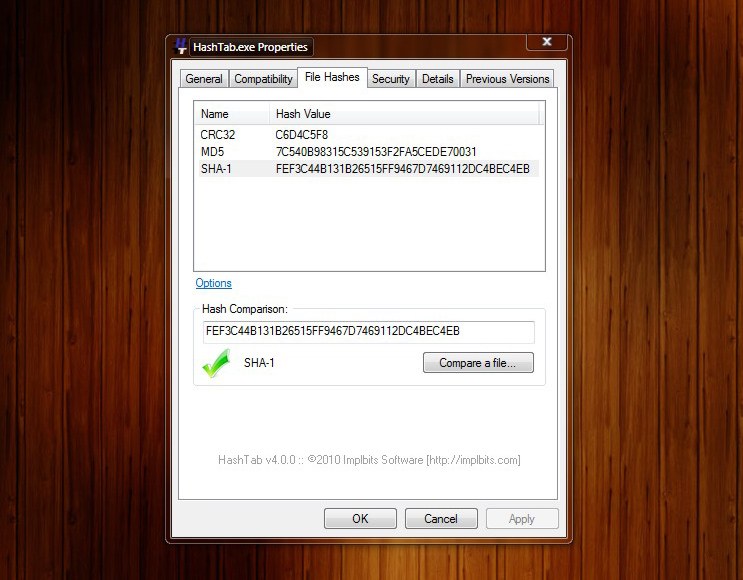 HashTab.exe Properties
General Compatibility File Hashes Security Details Previous Versions
Name Hash Value
CRC32 C6D4C5F8
MD5 7C540B98315C539153F2FA5CEDE70031
SHA-1 FEF3C44B131B26515FF9467D7469112DC4BEC4EB
Options
Hash Comparison:
FEF3C44B131B26515FF9467D7469112DC4BEC4EB
SHA-1 Compare a file...
HashTab v4.0.0 :: ©2010 Implbits Software [http://implbits.com]
OK Cancel Apply